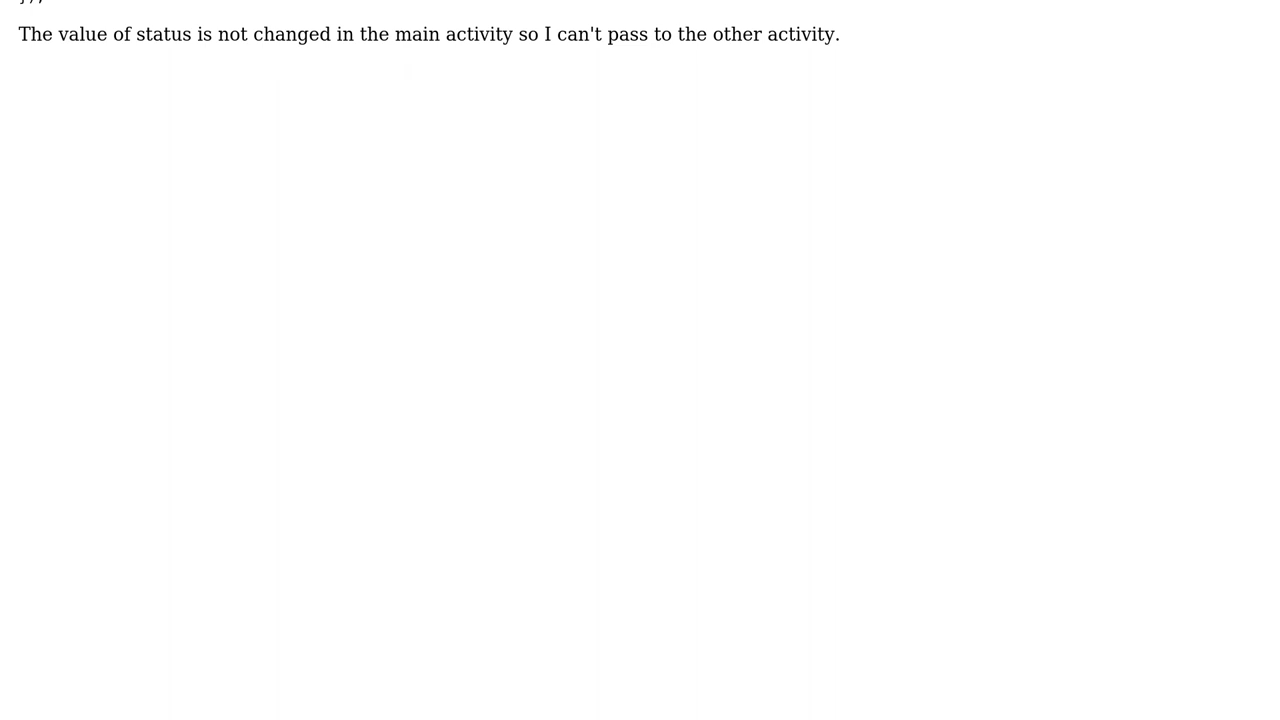 The value of status is not changed in the main activity so I can't pass to the other activity.